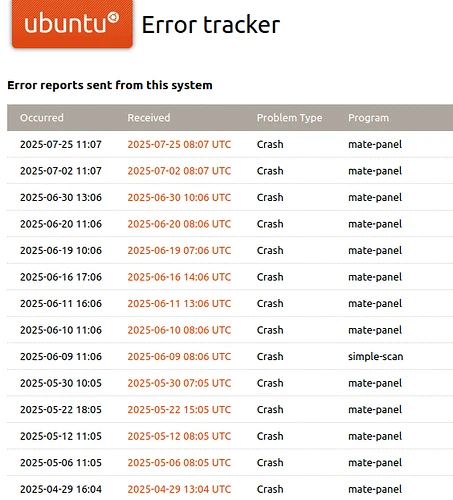 ubuntu Error tracker
Error reports sent from this system
Occurred Received Problem Type Program
2025-07-25 11:07 2025-07-25 08:07 UTC Crash mate-panel
2025-07-02 11:07 2025-07-02 08:07 UTC Crash mate-panel
2025-06-30 13:06 2025-06-30 10:06 UTC Crash mate-panel
2025-06-20 11:06 2025-06-20 08:06 UTC Crash mate-panel
2025-06-19 10:06 2025-06-19 07:06 UTC Crash mate-panel
2025-06-16 17:06 2025-06-16 14:06 UTC Crash mate-panel
2025-06-11 16:06 2025-06-11 13:06 UTC Crash mate-panel
2025-06-10 11:06 2025-06-10 08:06 UTC Crash mate-panel
2025-06-09 11:06 2025-06-09 08:06 UTC Crash simple-scan
2025-05-30 10:05 2025-05-30 07:05 UTC Crash mate-panel
2025-05-22 18:05 2025-05-22 15:05 UTC Crash mate-panel
2025-05-12 11:05 2025-05-12 08:05 UTC Crash mate-panel
2025-05-06 11:05 2025-05-06 08:05 UTC Crash mate-panel
2025-04-29 16:04 2025-04-29 13:04 UTC Crash mate-panel